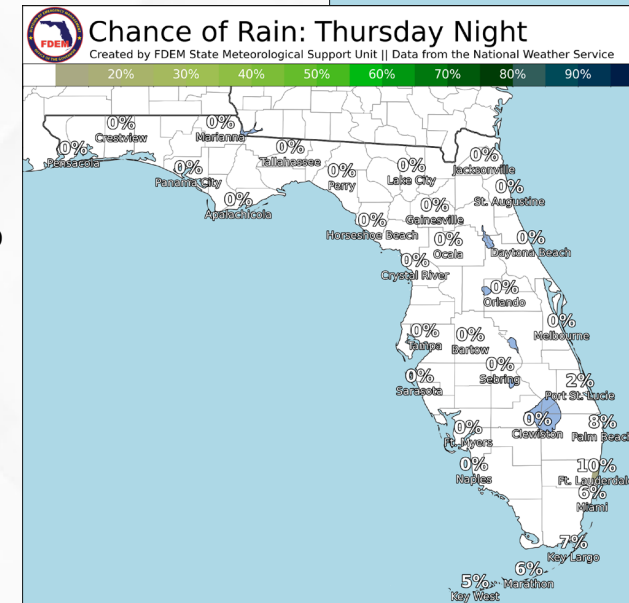 Chance of Rain: Thursday Night
Created by FDEM State Meteorological Support Unit || Data from the National Weather Service
FDEM
20% 30% 40% 50% 60% 70% 80% 90%
0%
Crestview
0%
Marianna
0%
Pensacola
0%
Tallahassee
0%
Jacksonville
0%
Panama City
0%
Perry
0%
Lake City
0%
St. Augustine
0%
Apalachicola
0%
Horseshoe Beach
0%
Gainesville
0%
Ocala
0%
Daytona Beach
0%
Crystal River
0%
Orlando
0%
Melbourne
0%
Tampa
0%
Bartow
0%
Sebring
0%
Sarasota
2%
Port St. Lucie
0%
Ft. Myers
0%
Clewiston
8%
Palm Beac
0%
Naples
10%
Ft. Lauderdal
6%
Miami
7%
Key Largo
6%
Marathon
5%
Key West